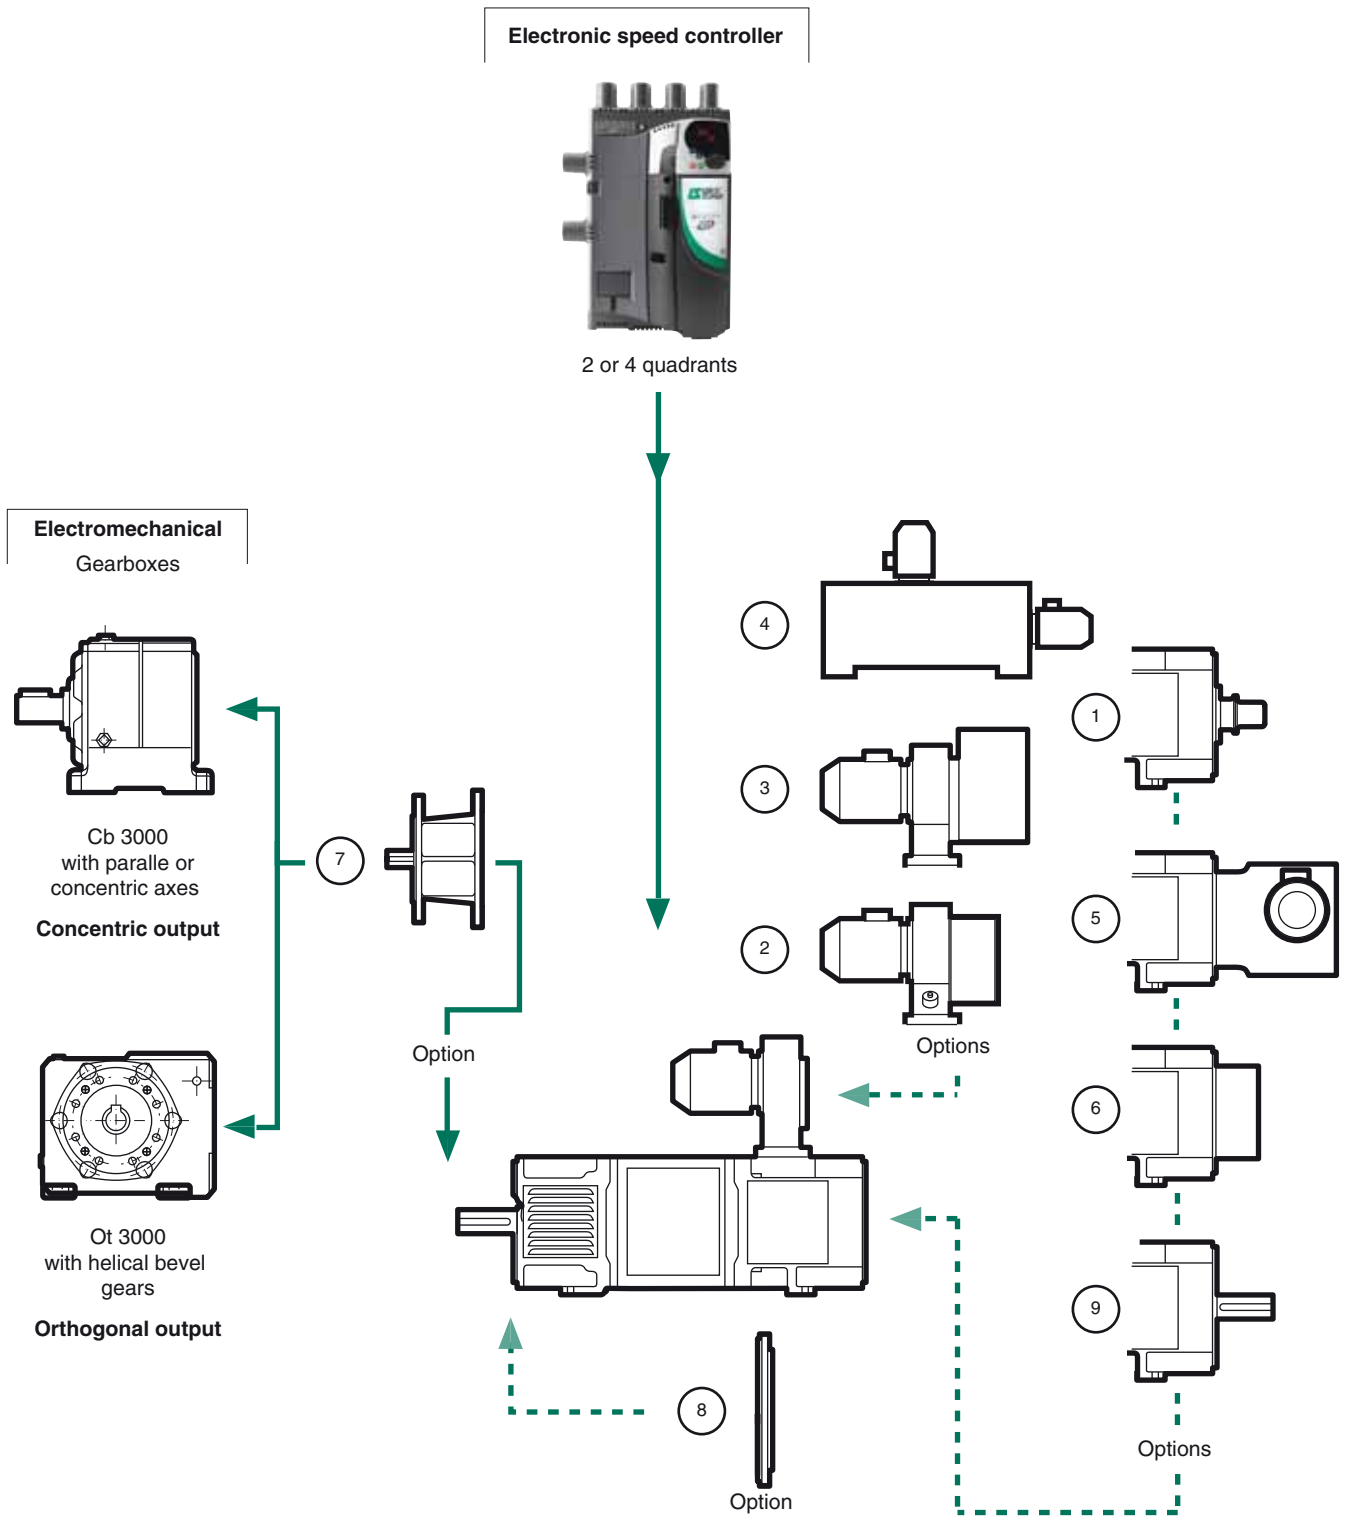 Electronic speed controller
2 or 4 quadrants
Electromechanical
Gearboxes
4
1
3
Cb 3000
with paralle or
concentric axes
Concentric output
7
5
2
Options
Option
6
Ot 3000
with helical bevel
gears
Orthogonal output
9
8
Option
Options